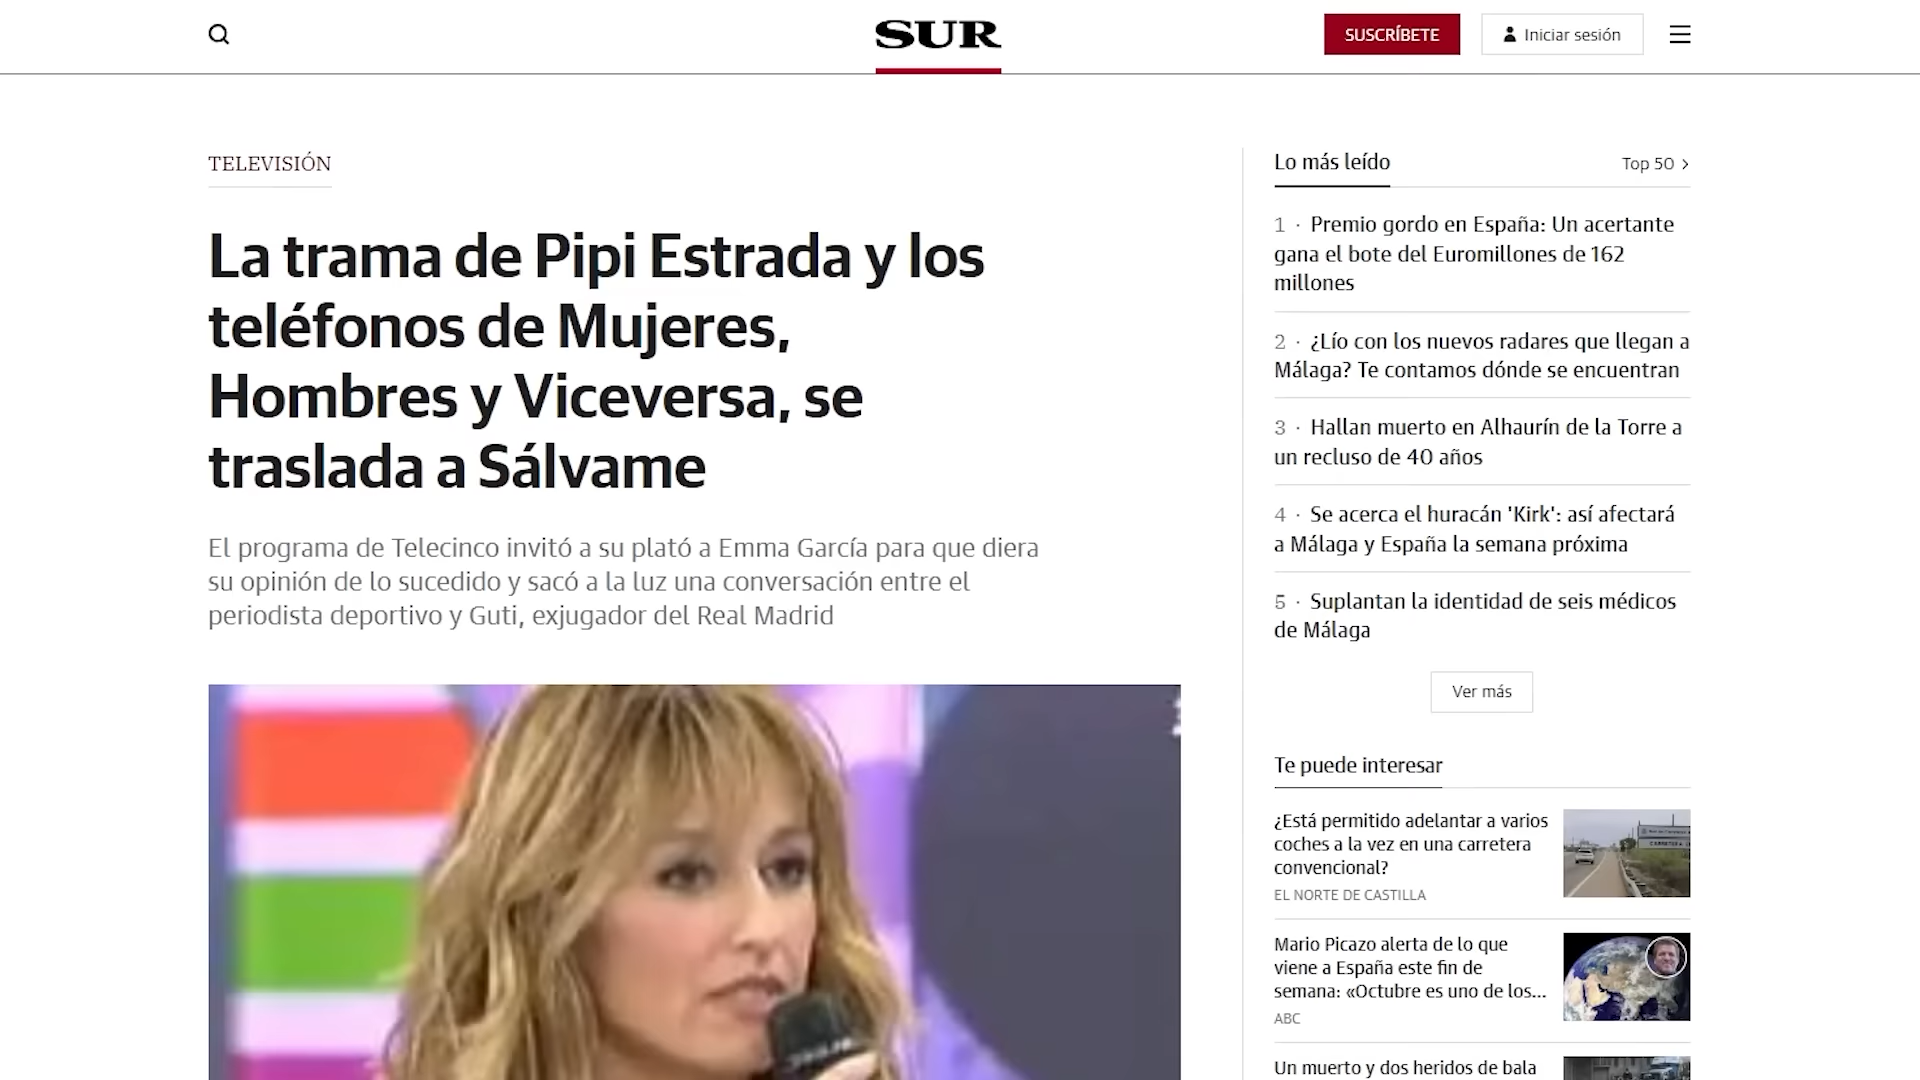 SUR
SUSCRÍBETE
Iniciar sesión
TELEVISIÓN
La trama de Pipi Estrada y los
teléfonos de Mujeres,
Hombres y Viceversa, se
traslada a Sálvame
El programa de Telecinco invitó a su plató a Emma García para que diera
su opinión de lo sucedido y sacó a la luz una conversación entre el
periodista deportivo y Guti, exjugador del Real Madrid
Lo más leído
Top 50
1 · Premio gordo en España: Un acertante
gana el bote del Euromillones de 162
millones
2 · ¿Lío con los nuevos radares que llegan a
Málaga? Te contamos dónde se encuentran
3 · Hallan muerto en Alhaurín de la Torre a
un recluso de 40 años
4 · Se acerca el huracán 'Kirk': así afectará
a Málaga y España la semana próxima
5 · Suplantan la identidad de seis médicos
de Málaga
Ver más
Te puede interesar
¿Está permitido adelantar a varios
coches a la vez en una carretera
convencional?
EL NORTE DE CASTILLA
Mario Picazo alerta de lo que
viene a España este fin de
semana: «Octubre es uno de los...
ABC
Un muerto y dos heridos de bala